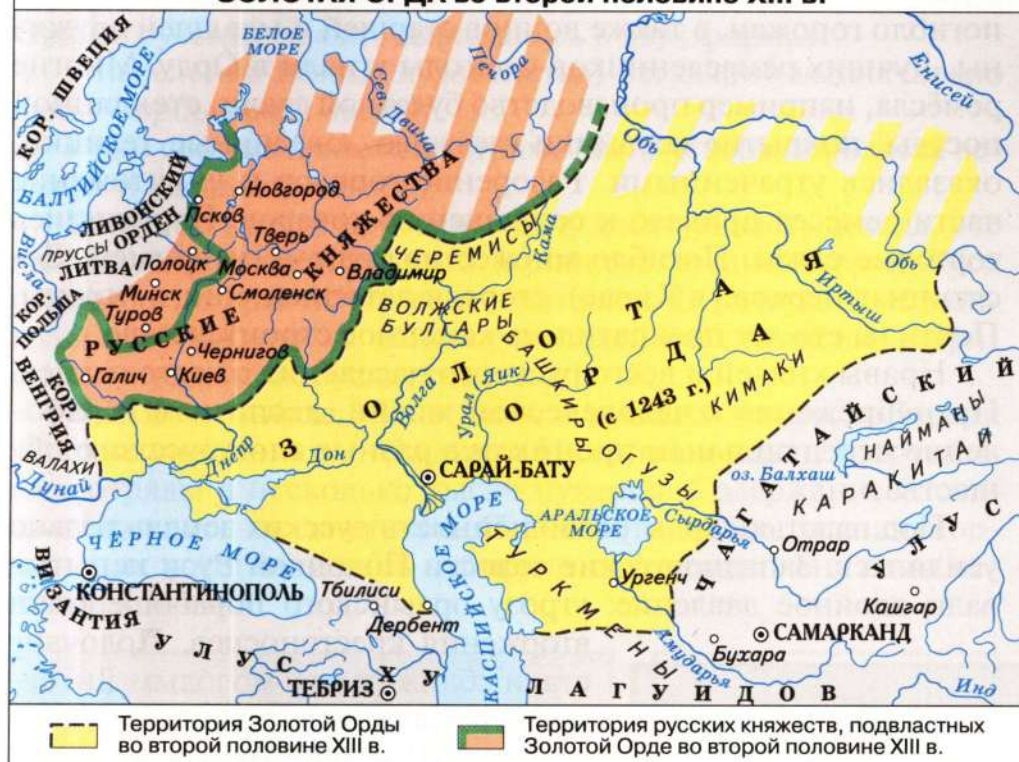 ЗОЛОТАЯ ОРДА во второй половине XIII в.
КОР. ШВЕЦИЯ
БЕЛОЕ
МОРЕ
Печора
Сев. Двина
Енисей
Обь
БАЛТИЙСКОЕ МОРЕ
Новгород
ЛИВОНСКИЙ
ОРДЕН
Псков
ПРУССЫ
ЛИТВА
Тверь
Полоцк
Москва
Владимир
Смоленск
Минск
Туров
РУССКИЕ
КНЯЖЕСТВА
Висла
КОР.
ПОЛЬША
Чернигов
Галич
Киев
КОР.
ВЕНГРИЯ
ЧЕРЕМИСЫ
Кама
ВОЛЖСКИЕ
БУЛГАРЫ
БАШКИРЫ
Обь
Иртыш
ЗОЛОТАЯ
ОРДА
(с 1243 г.)
КИМАКИ
Волга
Яик
Урал
ОГУЗЫ
ВАЛАХИ
Дунай
Днепр
Дон
САРАЙ-БАТУ
оз. Балхаш
НАЙМАНЫ
КАРАКИТАИ
ЧАГАТАЙСКИЙ
УЛУС
АРАЛЬСКОЕ
МОРЕ
Сырдарья
Отрар
ЧЁРНОЕ МОРЕ
КОНСТАНТИНОПОЛЬ
ВИЗАНТИЯ
Тбилиси
Дербент
КАСПИЙСКОЕ МОРЕ
ТУРКМЕНЫ
Ургенч
Кашгар
САМАРКАНД
Бухара
Амударья
УЛУС ХУЛАГУИДОВ
ТЕБРИЗ
Инд
Территория Золотой Орды
во второй половине XIII в.
Территория русских княжеств, подвластных
Золотой Орде во второй половине XIII в.